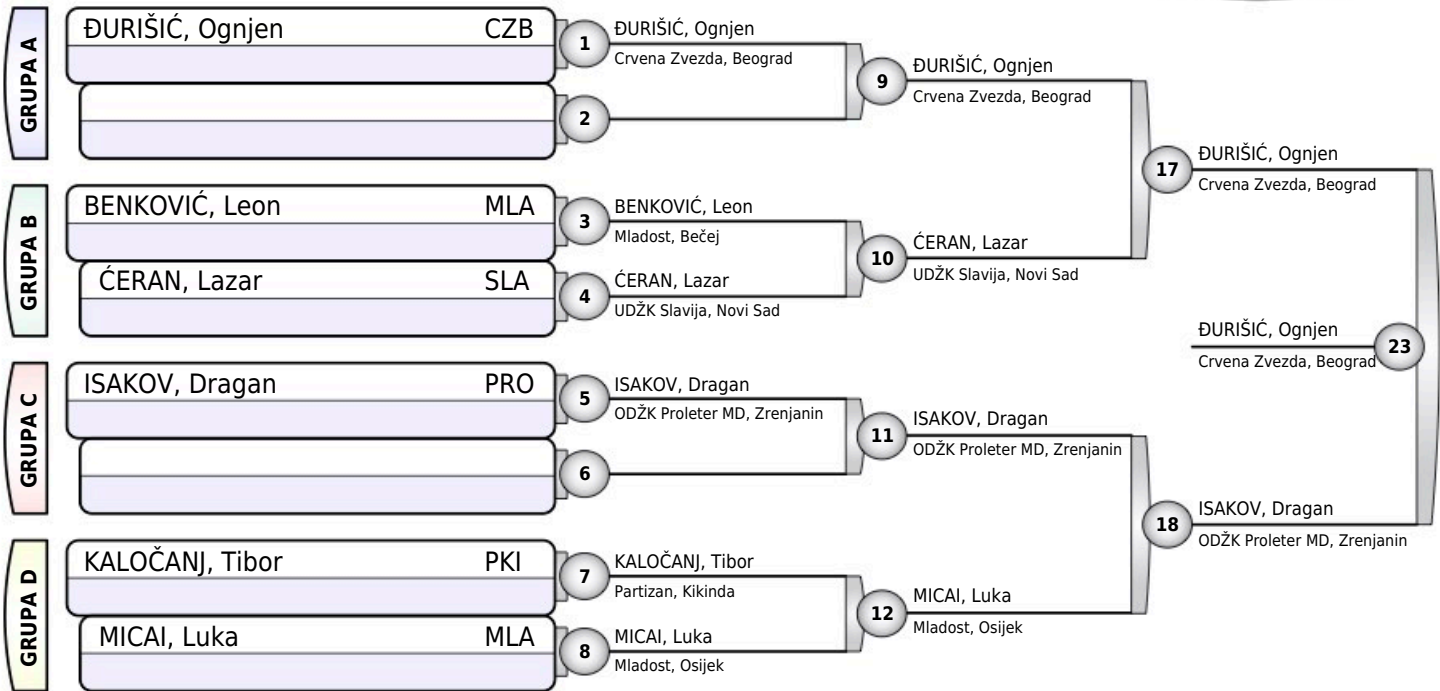 GRUPA A
ĐURIŠIĆ, Ognjen CZB
1
ĐURIŠIĆ, Ognjen
Crvena Zvezda, Beograd
2
9
ĐURIŠIĆ, Ognjen
Crvena Zvezda, Beograd
GRUPA B
BENKOVIĆ, Leon MLA
3
BENKOVIĆ, Leon
Mladost, Bečej
ĆERAN, Lazar SLA
4
ĆERAN, Lazar
UDŽK Slavija, Novi Sad
10
ĆERAN, Lazar
UDŽK Slavija, Novi Sad
17
ĐURIŠIĆ, Ognjen
Crvena Zvezda, Beograd
GRUPA C
ISAKOV, Dragan PRO
5
ISAKOV, Dragan
ODŽK Proleter MD, Zrenjanin
6
11
ISAKOV, Dragan
ODŽK Proleter MD, Zrenjanin
GRUPA D
KALOČANJ, Tibor PKI
7
KALOČANJ, Tibor
Partizan, Kikinda
MICAI, Luka MLA
8
MICAI, Luka
Mladost, Osijek
12
MICAI, Luka
Mladost, Osijek
18
ISAKOV, Dragan
ODŽK Proleter MD, Zrenjanin
ĐURIŠIĆ, Ognjen
Crvena Zvezda, Beograd
23